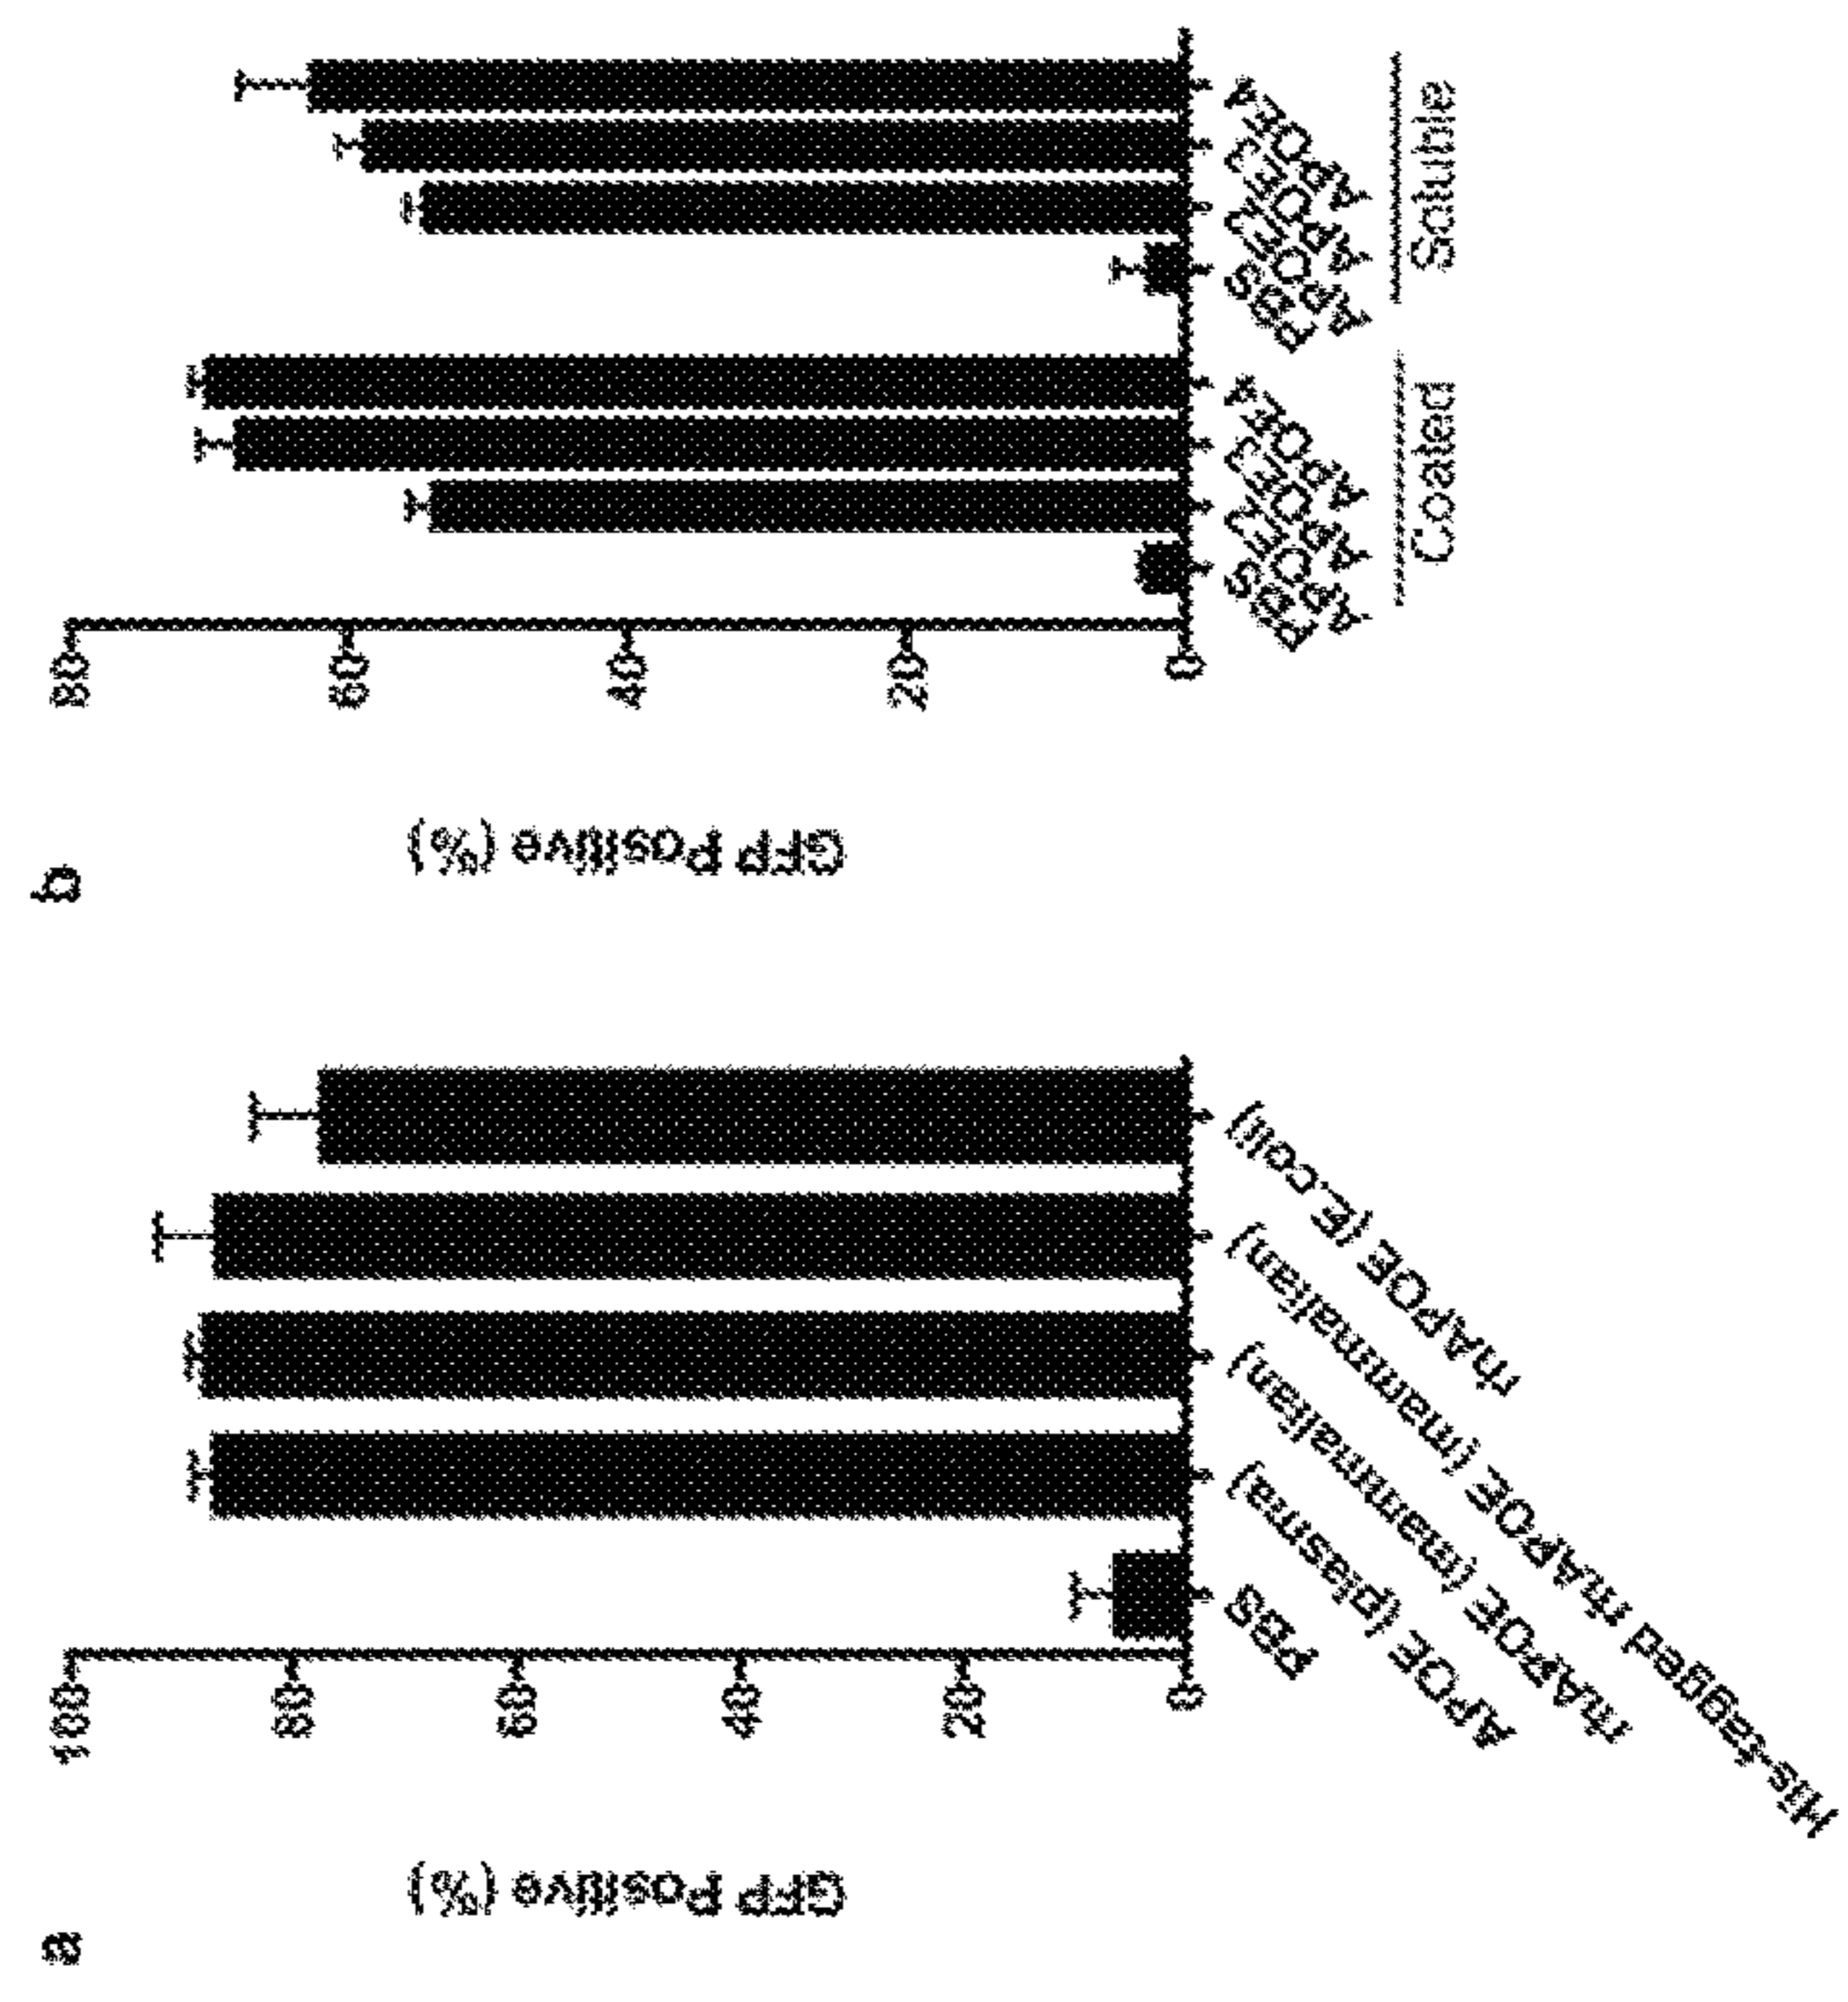 a
GFP Positive (%)
100
80
60
40
20
0
PBS
APOE (plasma)
rhAPOE (mammalian)
His-tagged rhAPOE (mammalian)
rhAPOE (E.coli)
b
GFP Positive (%)
80
60
40
20
0
PBS
APOE2
APOE3
APOE4
PBS
APOE2
APOE3
APOE4
Coated
Soluble